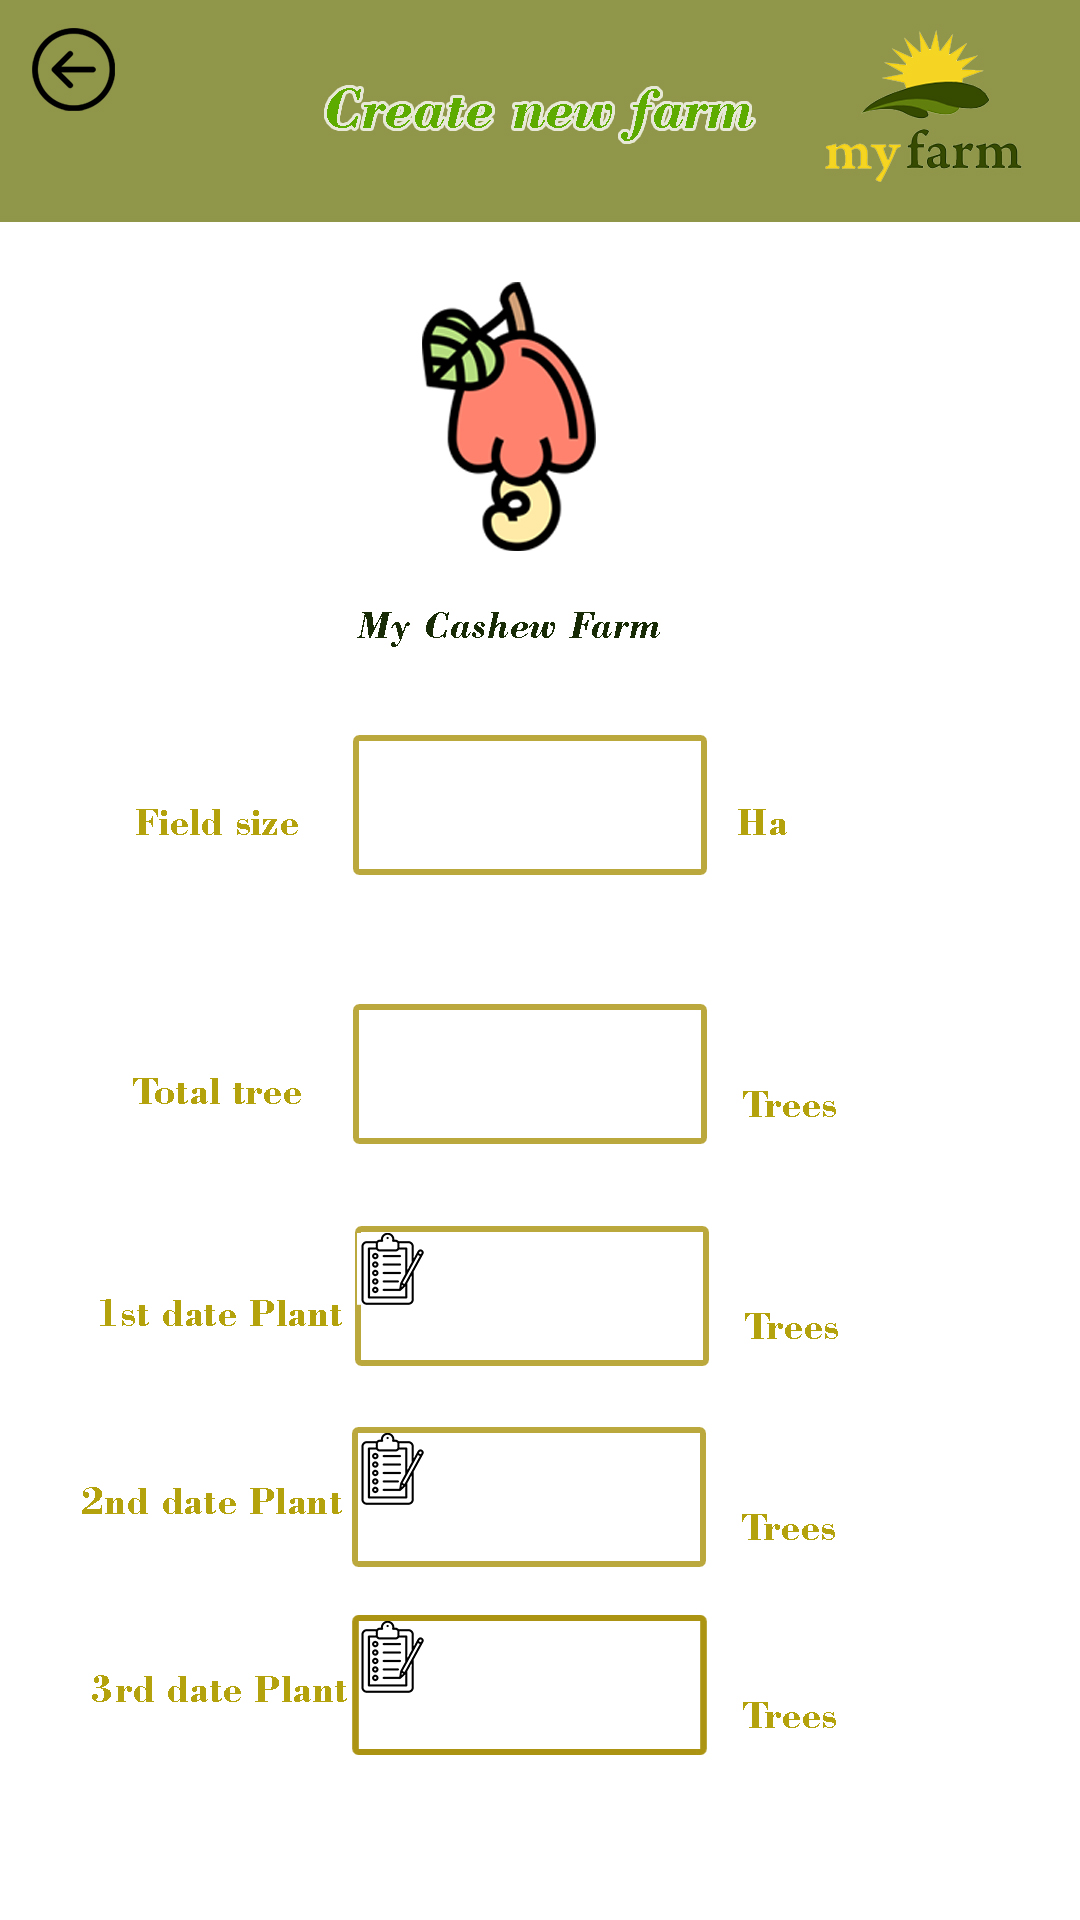 Create new farm
my farm
My Cashew Farm
Field size
Ha
Total tree
Trees
1st date Plant
Trees
2nd date Plant
Trees
3rd date Plant
Trees